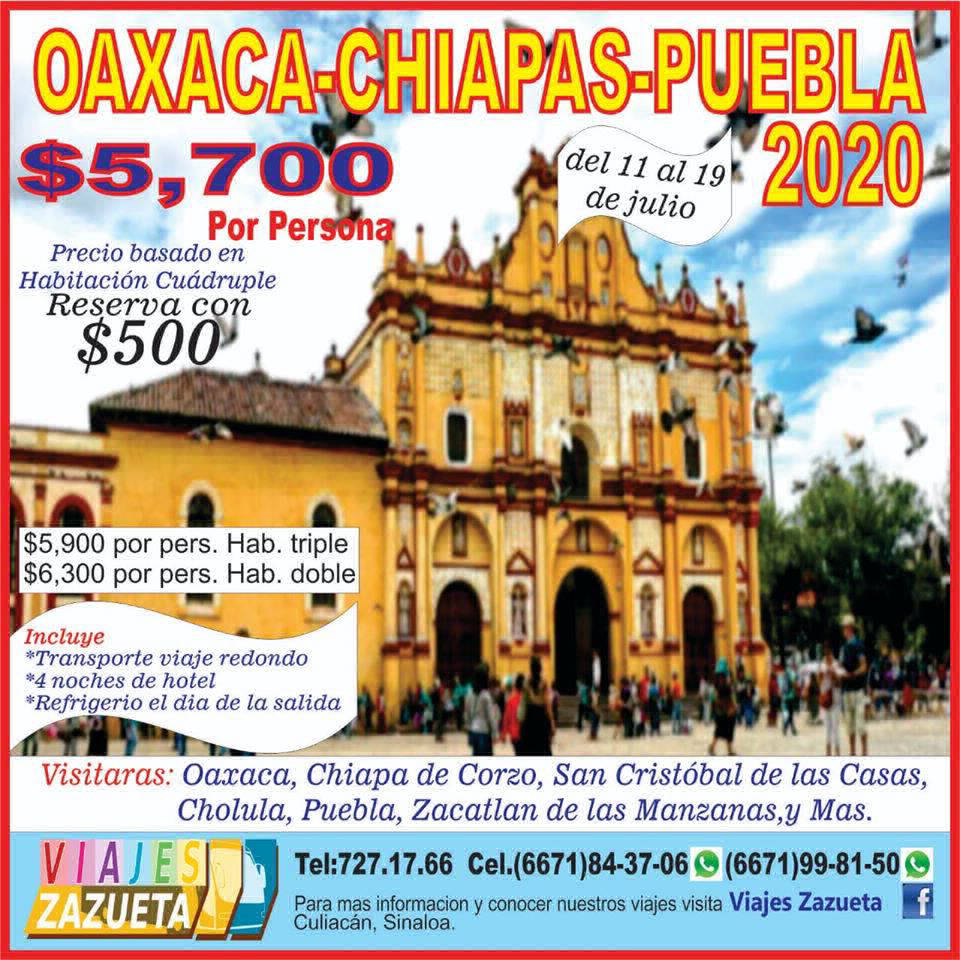 OAXACA-CHIAPAS-PUEBLA
2020
$5,700
Por Persona
Precio basado en
Habitación Cuádruple
Reserva con
$500
del 11 al 19
de julio
$5,900 por pers. Hab. triple
$6,300 por pers. Hab. doble
Incluye
*Transporte viaje redondo
*4 noches de hotel
*Refrigerio el dia de la salida
Visitaras: Oaxaca, Chiapa de Corzo, San Cristóbal de las Casas,
Cholula, Puebla, Zacatlan de las Manzanas,y Mas.
VIAJES
ZAZUETA
Tel:727.17.66 Cel.(6671)84-37-06 (6671)99-81-50
Para mas informacion y conocer nuestros viajes visita Viajes Zazueta f
Culiacán, Sinaloa.